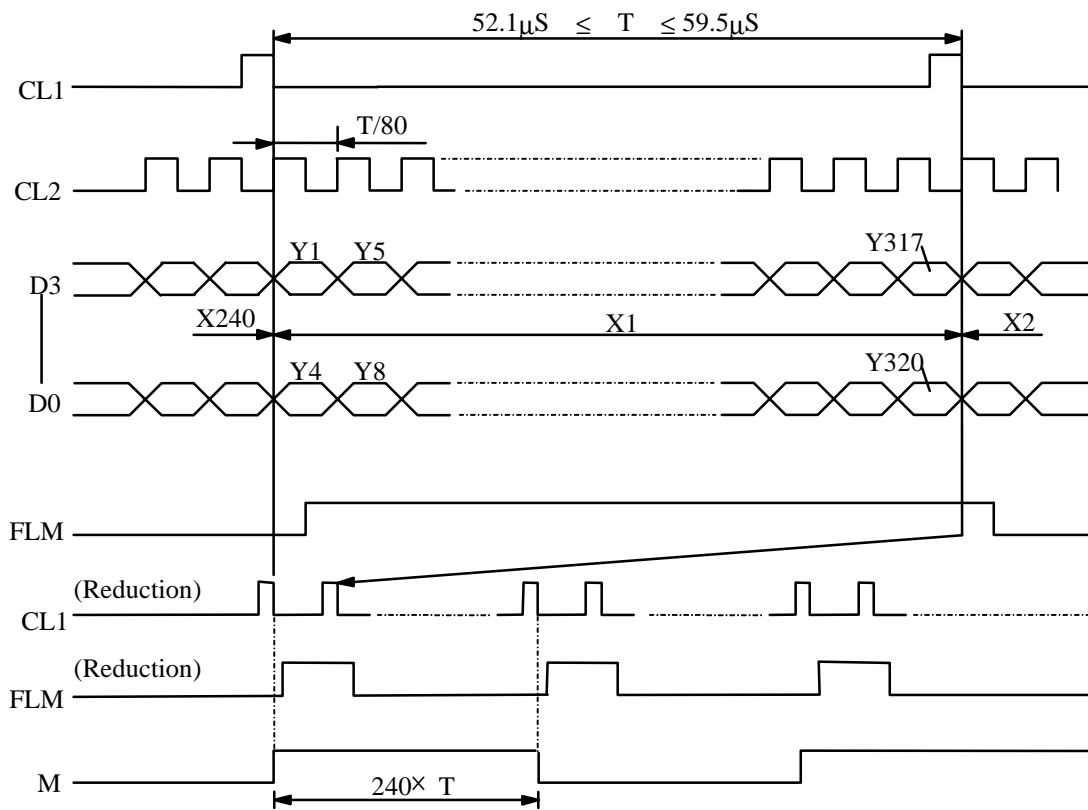 52.1μS ≤ T ≤ 59.5μS
CL1
T/80
CL2
Y1 Y5 Y317
D3
X240 X1 X2
Y4 Y8 Y320
D0
FLM
(Reduction)
CL1
(Reduction)
FLM
M
240× T